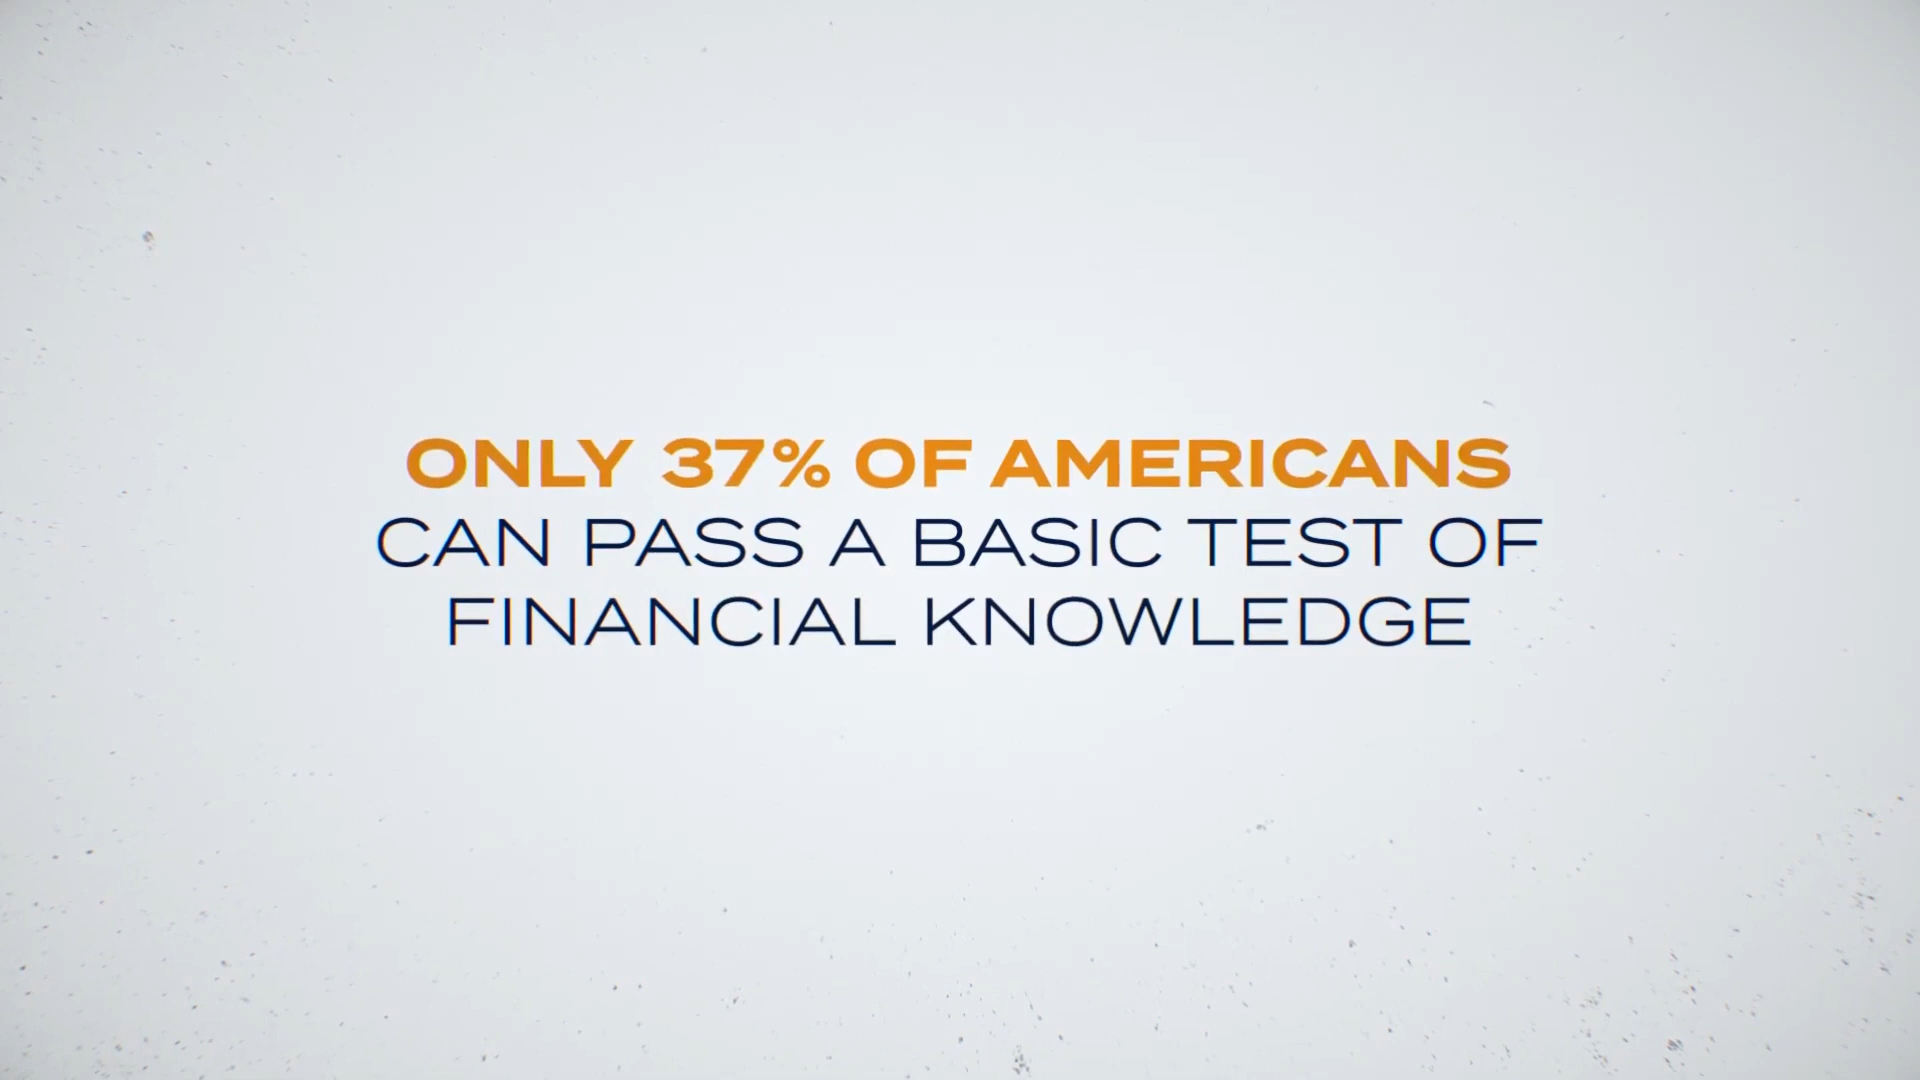 ONLY 37% OF AMERICANS
CAN PASS A BASIC TEST OF
FINANCIAL KNOWLEDGE